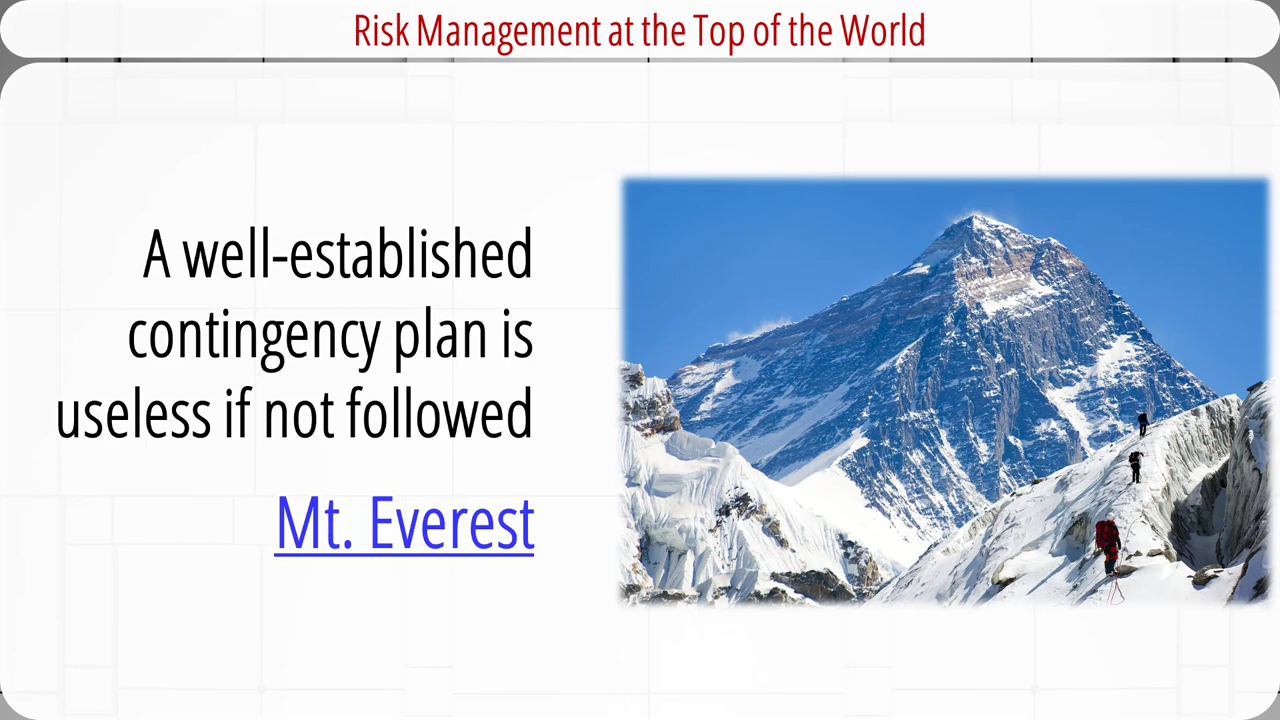 Risk Management at the Top of the World
A well-established
contingency plan is
useless if not followed
Mt. Everest